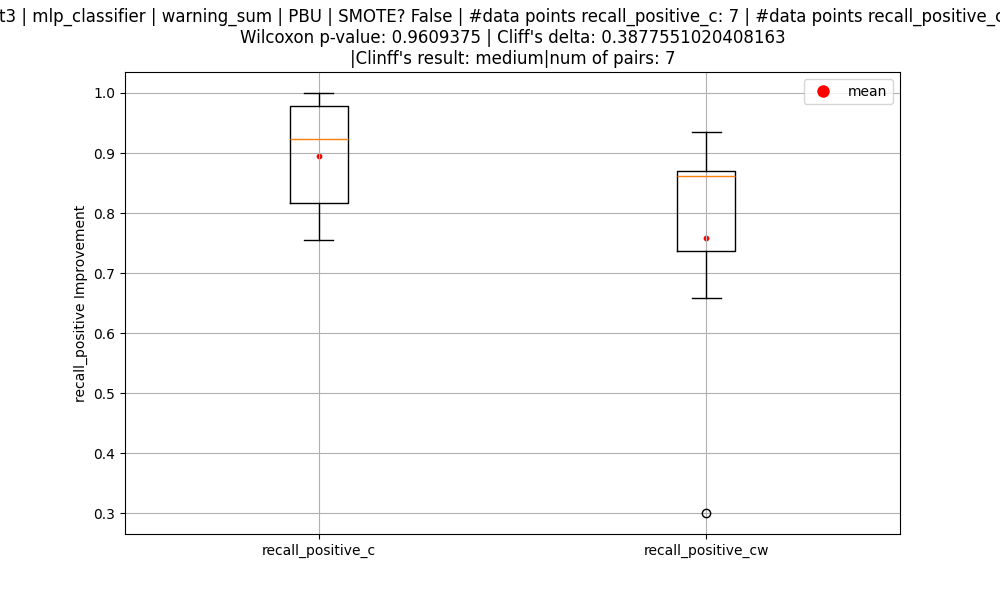 t3 | mlp_classifier | warning_sum | PBU | SMOTE? False | #data points recall_positive_c: 7 | #data points recall_positive_c
Wilcoxon p-value: 0.9609375 | Cliff's delta: 0.3877551020408163
|Clinff's result: medium|num of pairs: 7
mean
1.0
0.9
0.8
0.7
0.6
0.5
0.4
0.3
recall_positive Improvement
recall_positive_c
recall_positive_cw